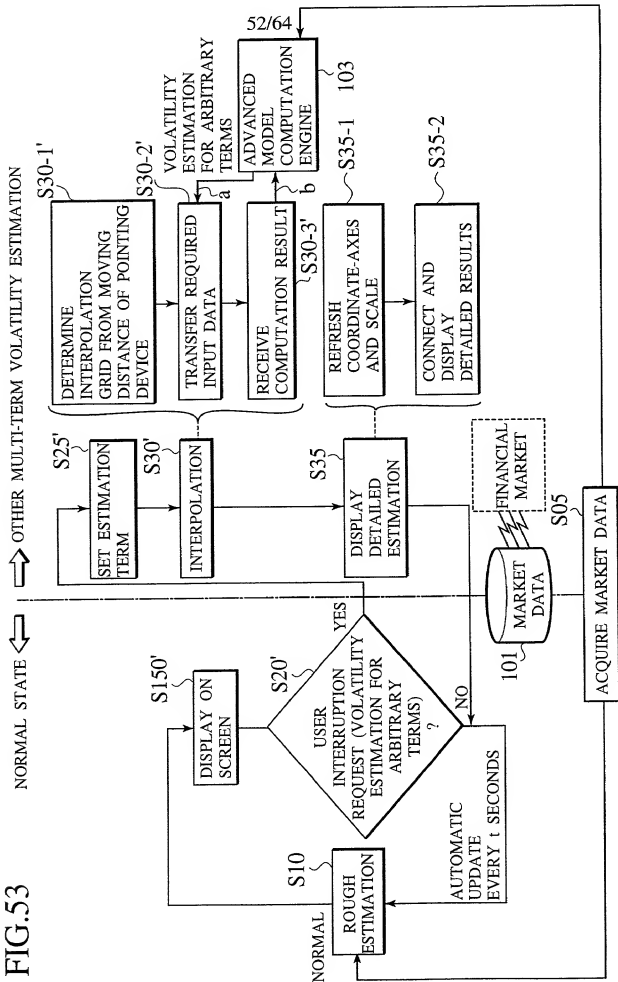 FIG.53
NORMAL STATE
OTHER MULTI-TERM VOLATILITY ESTIMATION
NORMAL
S10
ROUGH
ESTIMATION
S150'
DISPLAY ON
SCREEN
S20'
USER
INTERRUPTION
REQUEST (VOLATILITY
ESTIMATION FOR
ARBITRARY
TERMS)
?
YES
NO
AUTOMATIC
UPDATE
EVERY t SECONDS
S25'
SET ESTIMATION
TERM
S30'
INTERPOLATION
S35
DISPLAY
DETAILED
ESTIMATION
S30-1'
DETERMINE
INTERPOLATION
GRID FROM MOVING
DISTANCE OF POINTING
DEVICE
S30-2'
TRANSFER REQUIRED
INPUT DATA
RECEIVE
COMPUTATION RESULT
S30-3'
VOLATILITY
ESTIMATION
FOR ARBITRARY
TERMS
a
b
52/64
ADVANCED
MODEL
COMPUTATION
ENGINE
103
S35-1
REFRESH
COORDINATE-AXES
AND SCALE
S35-2
CONNECT AND
DISPLAY
DETAILED RESULTS
MARKET
DATA
101
FINANCIAL
MARKET
S05
ACQUIRE MARKET DATA